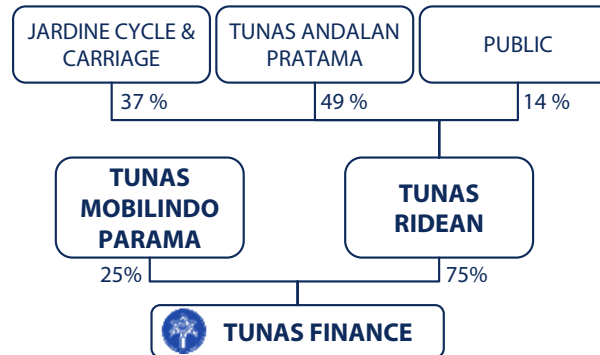 JARDINE CYCLE &
CARRIAGE
TUNAS ANDALAN
PRATAMA
PUBLIC
37 %
49 %
14 %
TUNAS
MOBILINDO
PARAMA
TUNAS
RIDEAN
25%
75%
TUNAS FINANCE